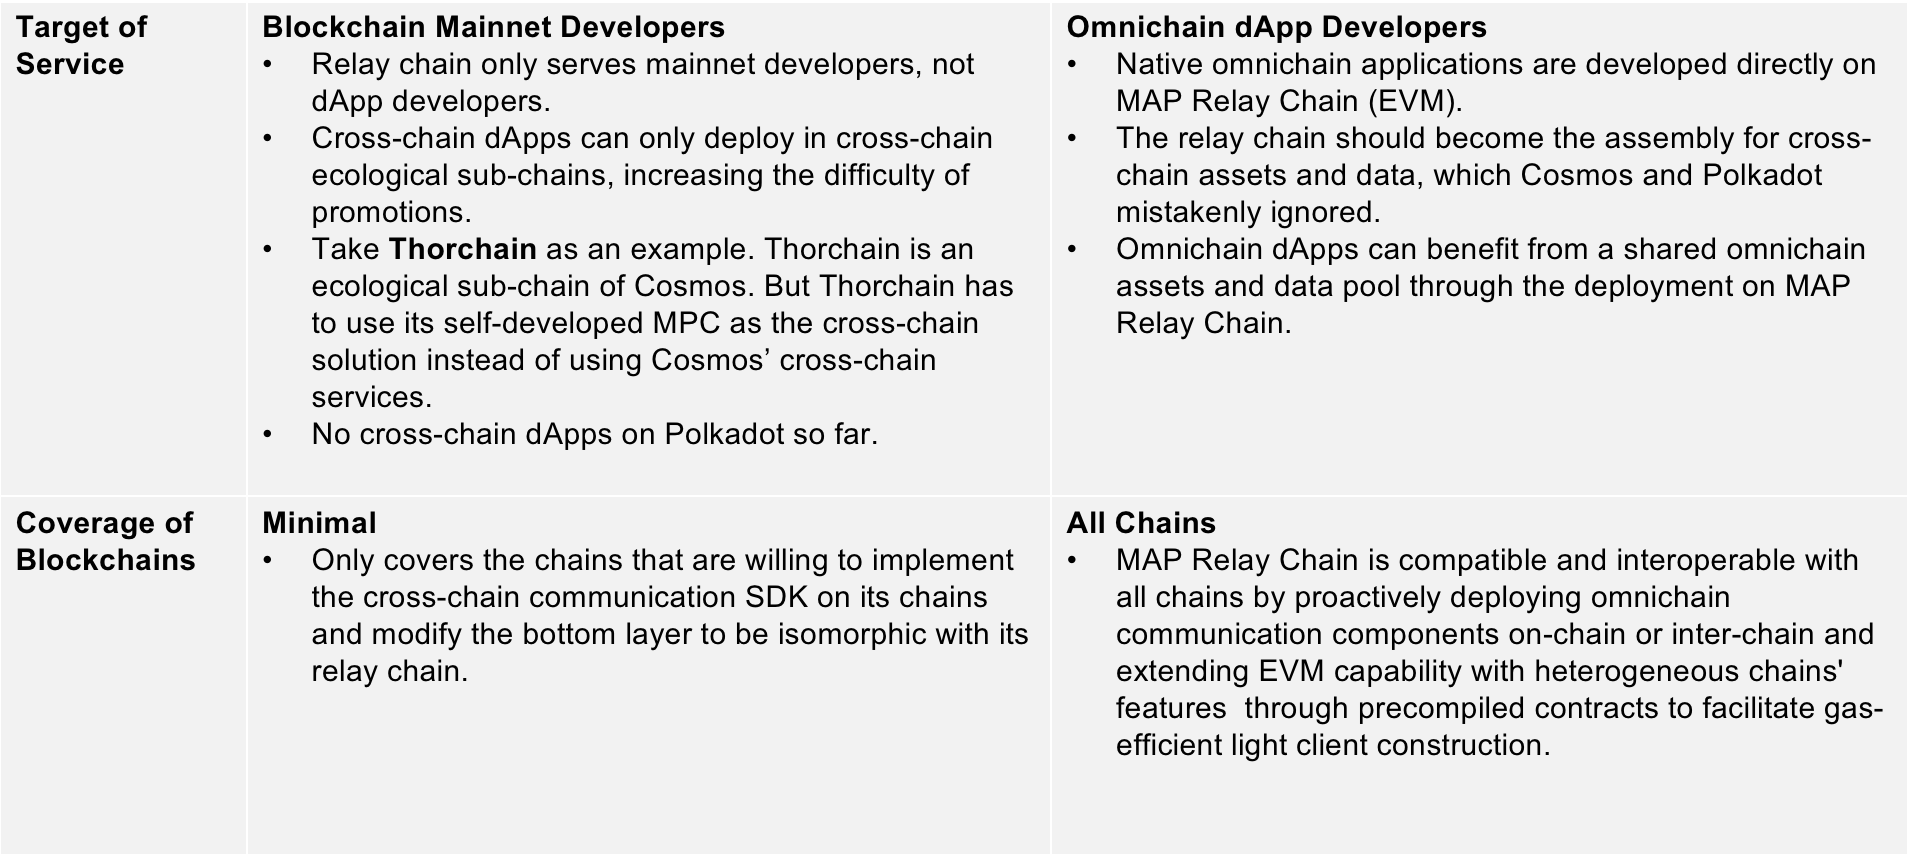 Target of
Service
Blockchain Mainnet Developers
• Relay chain only serves mainnet developers, not
dApp developers.
• Cross-chain dApps can only deploy in cross-chain
ecological sub-chains, increasing the difficulty of
promotions.
• Take Thorchain as an example. Thorchain is an
ecological sub-chain of Cosmos. But Thorchain has
to use its self-developed MPC as the cross-chain
solution instead of using Cosmos’ cross-chain
services.
• No cross-chain dApps on Polkadot so far.
Omnichain dApp Developers
• Native omnichain applications are developed directly on
MAP Relay Chain (EVM).
• The relay chain should become the assembly for cross-
chain assets and data, which Cosmos and Polkadot
mistakenly ignored.
• Omnichain dApps can benefit from a shared omnichain
assets and data pool through the deployment on MAP
Relay Chain.
Coverage of
Blockchains
Minimal
• Only covers the chains that are willing to implement
the cross-chain communication SDK on its chains
and modify the bottom layer to be isomorphic with its
relay chain.
All Chains
• MAP Relay Chain is compatible and interoperable with
all chains by proactively deploying omnichain
communication components on-chain or inter-chain and
extending EVM capability with heterogeneous chains'
features  through precompiled contracts to facilitate gas-
efficient light client construction.